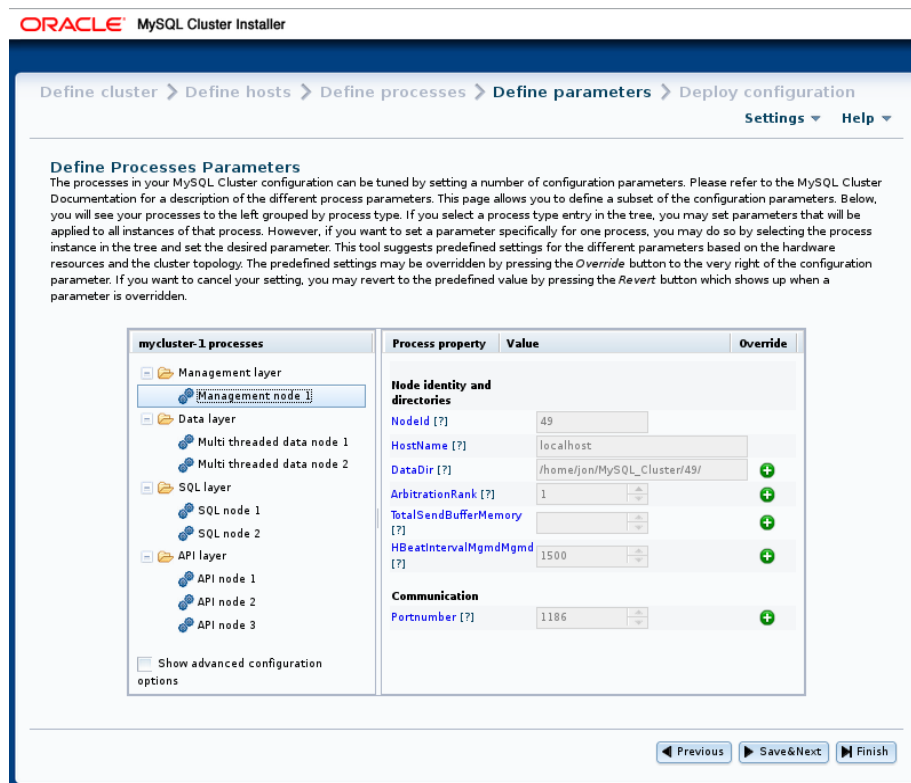 ORACLE MySQL Cluster Installer
Define cluster > Define hosts > Define processes > Define parameters > Deploy configuration
Settings Help
Define Processes Parameters
The processes in your MySQL Cluster configuration can be tuned by setting a number of configuration parameters. Please refer to the MySQL Cluster
Documentation for a description of the different process parameters. This page allows you to define a subset of the configuration parameters. Below,
you will see your processes to the left grouped by process type. If you select a process type entry in the tree, you may set parameters that will be
applied to all instances of that process. However, if you want to set a parameter specifically for one process, you may do so by selecting the process
instance in the tree and set the desired parameter. This tool suggests predefined settings for the different parameters based on the hardware
resources and the cluster topology. The predefined settings may be overridden by pressing the Override button to the very right of the configuration
parameter. If you want to cancel your setting, you may revert to the predefined value by pressing the Revert button which shows up when a
parameter is overridden.
mycluster-1 processes
Management layer
Management node 1
Data layer
Multi threaded data node 1
Multi threaded data node 2
SQL layer
SQL node 1
SQL node 2
API layer
API node 1
API node 2
API node 3
Show advanced configuration
options
Process property Value Override
Node identity and
directories
NodeId [?] 49
HostName [?] localhost
DataDir [?] /home/jon/MySQL_Cluster/49/
ArbitrationRank [?] 1
TotalSendBufferMemory
[?]
HBeatIntervalMgmdMgmd
[?] 1500
Communication
Portnumber [?] 1186
Previous Save&Next Finish